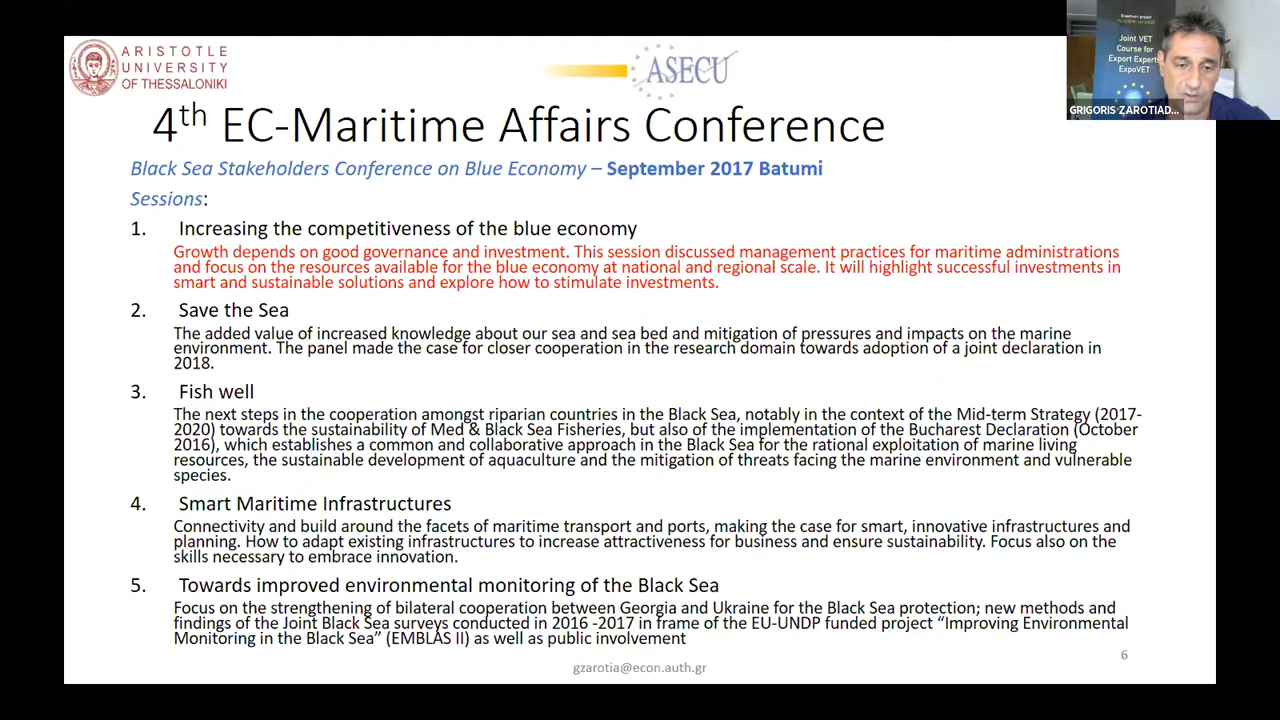 ARISTOTLE
UNIVERSITY
OF THESSALONIKI
ASECU
Erasmus+ project
Joint VET
Course for
Export Experts
ExpoVET
GRIGORIS ZAROTIAD...
4th EC-Maritime Affairs Conference
Black Sea Stakeholders Conference on Blue Economy – September 2017 Batumi
Sessions:
1. Increasing the competitiveness of the blue economy
Growth depends on good governance and investment. This session discussed management practices for maritime administrations
and focus on the resources available for the blue economy at national and regional scale. It will highlight successful investments in
smart and sustainable solutions and explore how to stimulate investments.
2. Save the Sea
The added value of increased knowledge about our sea and sea bed and mitigation of pressures and impacts on the marine
environment. The panel made the case for closer cooperation in the research domain towards adoption of a joint declaration in
2018.
3. Fish well
The next steps in the cooperation amongst riparian countries in the Black Sea, notably in the context of the Mid-term Strategy (2017-
2020) towards the sustainability of Med & Black Sea Fisheries, but also of the implementation of the Bucharest Declaration (October
2016), which establishes a common and collaborative approach in the Black Sea for the rational exploitation of marine living
resources, the sustainable development of aquaculture and the mitigation of threats facing the marine environment and vulnerable
species.
4. Smart Maritime Infrastructures
Connectivity and build around the facets of maritime transport and ports, making the case for smart, innovative infrastructures and
planning. How to adapt existing infrastructures to increase attractiveness for business and ensure sustainability. Focus also on the
skills necessary to embrace innovation.
5. Towards improved environmental monitoring of the Black Sea
Focus on the strengthening of bilateral cooperation between Georgia and Ukraine for the Black Sea protection; new methods and
findings of the Joint Black Sea surveys conducted in 2016 -2017 in frame of the EU-UNDP funded project “Improving Environmental
Monitoring in the Black Sea” (EMBLAS II) as well as public involvement
6
gzarotia@econ.auth.gr